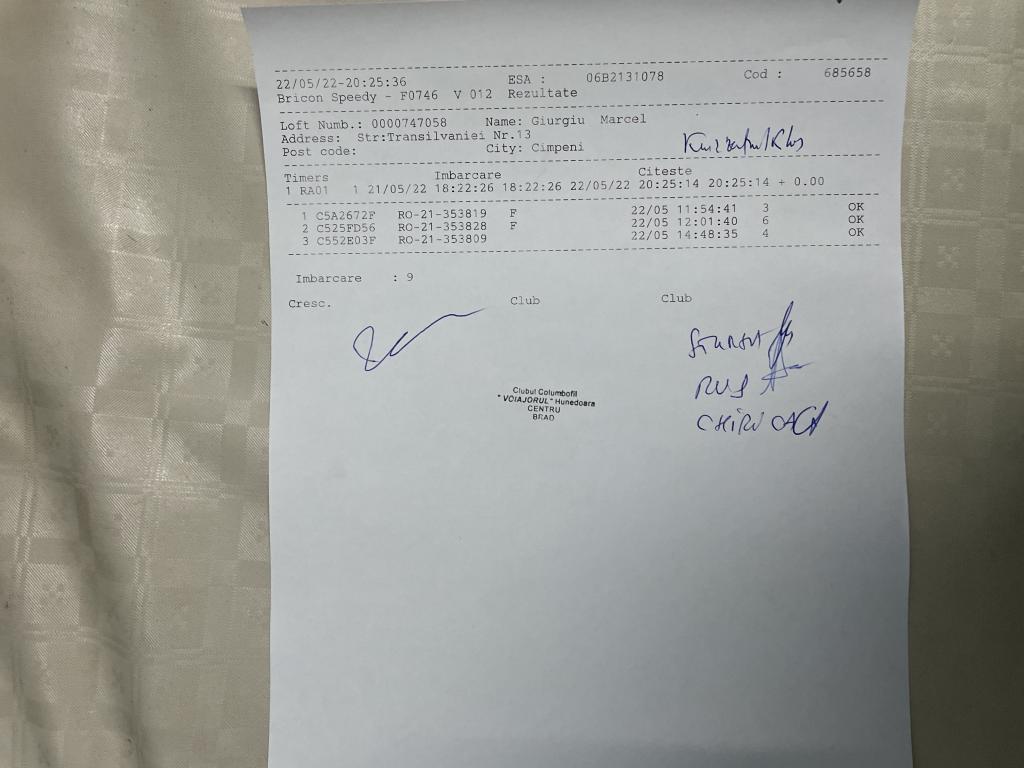 22/05/22-20:25:36 ESA : 06B2131078 Cod : 685658
Bricon Speedy - F0746 V 012 Rezultate
Loft Numb.: 0000747058 Name: Giurgiu Marcel
Address: Str:Transilvaniei Nr.13
Post code: City: Cimpeni
Timers Imbarcare Citeste
1 RA01 1 21/05/22 18:22:26 18:22:26 22/05/22 20:25:14 20:25:14 + 0.00
1 C5A2672F RO-21-353819 F 22/05 11:54:41 3 OK
2 C525FD56 RO-21-353828 F 22/05 12:01:40 6 OK
3 C552E03F RO-21-353809 22/05 14:48:35 4 OK
Imbarcare : 9
Cresc. Club Club
RUS
Clubul Columbofil
"VOIAJORUL" Hunedoara
CENTRU
BRAD